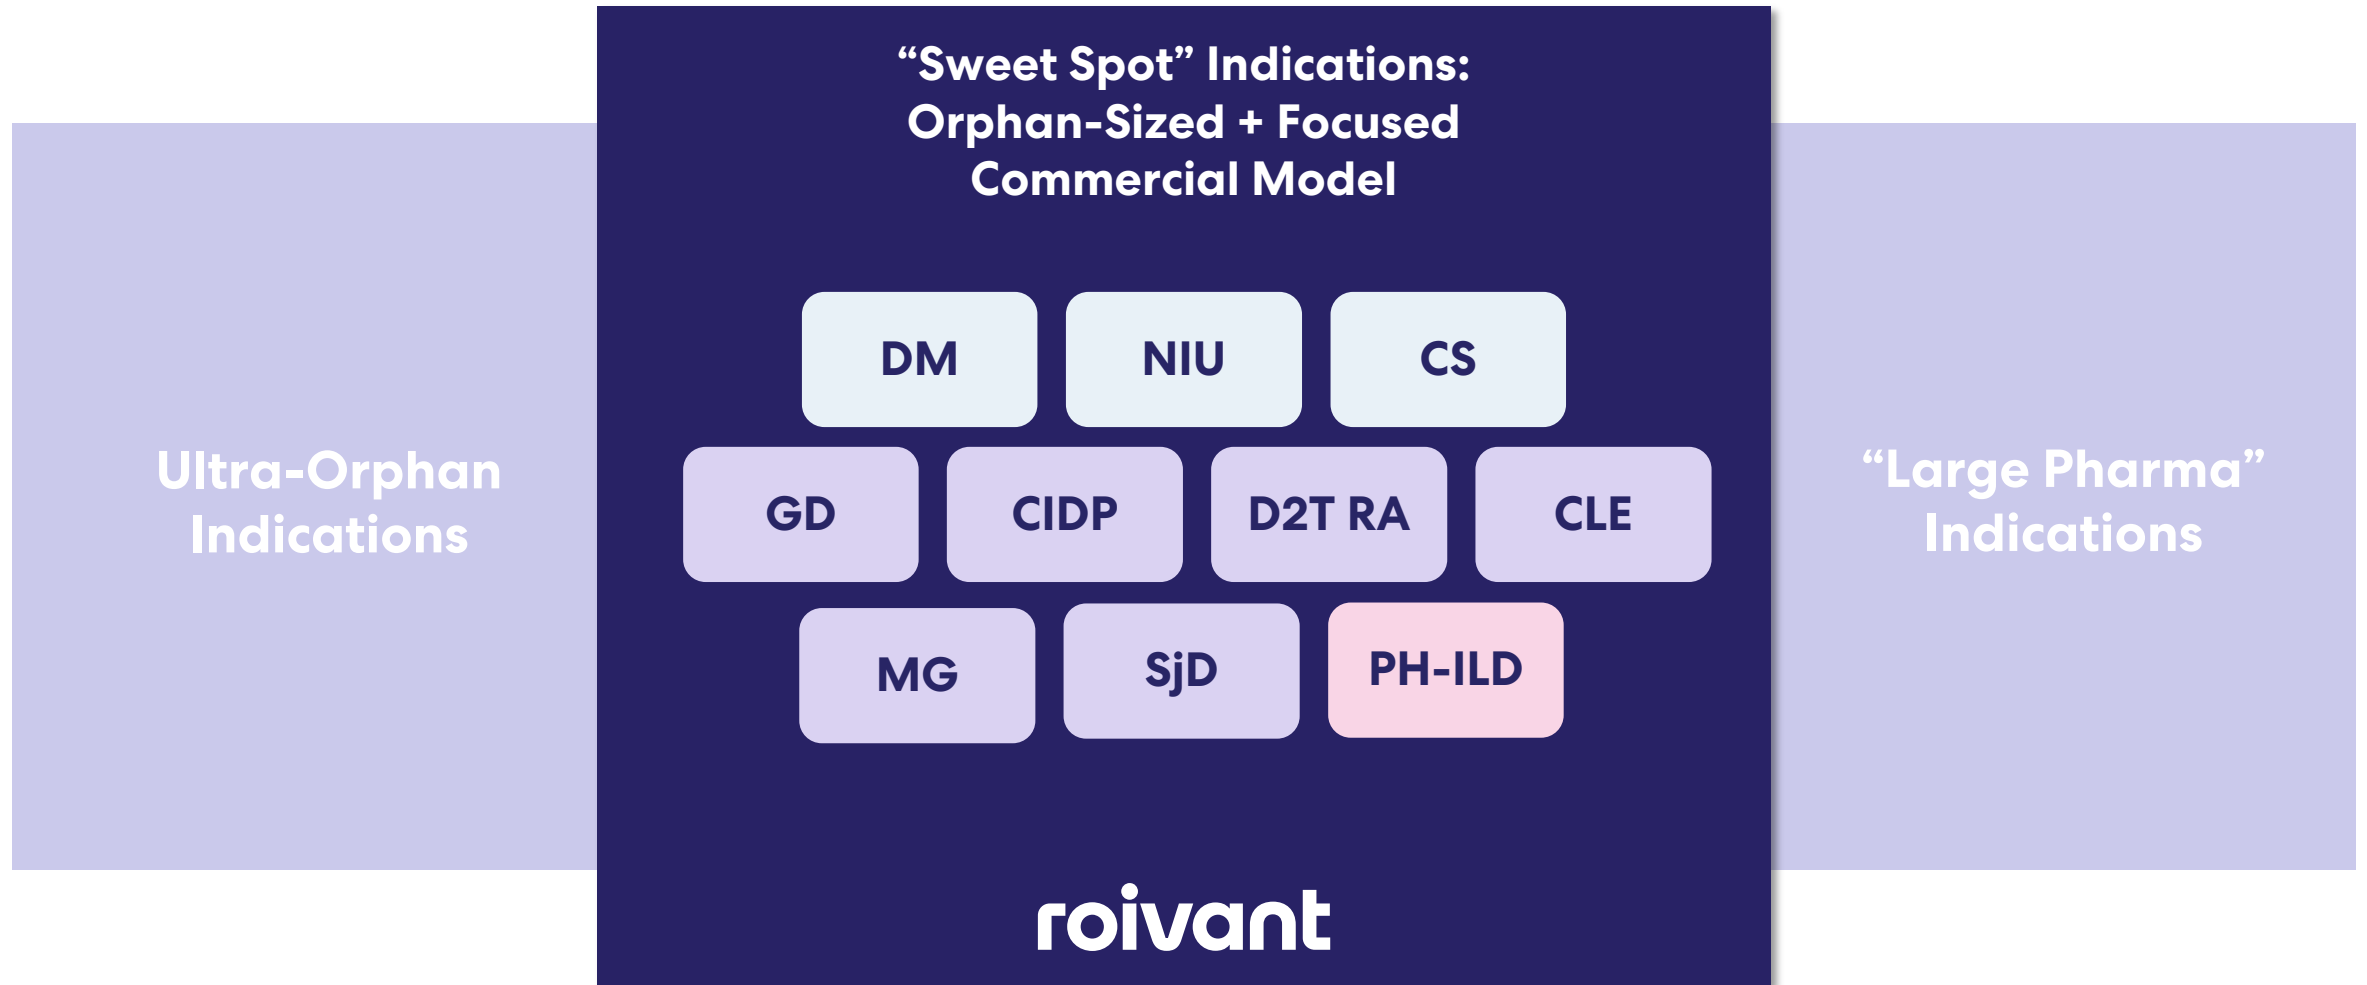 “Sweet Spot” Indications:
Orphan-Sized + Focused
Commercial Model
Ultra-Orphan
Indications
DM
NIU
CS
GD
CIDP
D2T RA
CLE
MG
SjD
PH-ILD
“Large Pharma”
Indications
roivant